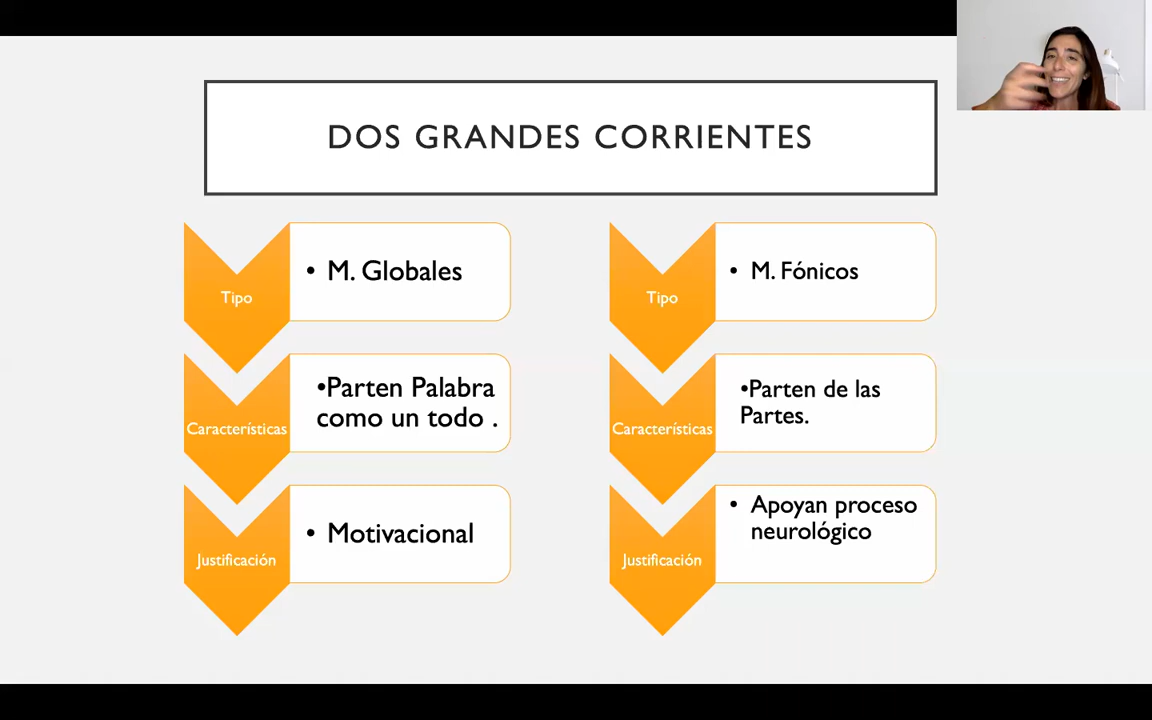 DOS GRANDES CORRIENTES
Tipo
• M. Globales
Características
•Parten Palabra
como un todo .
Justificación
• Motivacional
Tipo
• M. Fónicos
Características
•Parten de las
Partes.
Justificación
• Apoyan proceso
neurológico